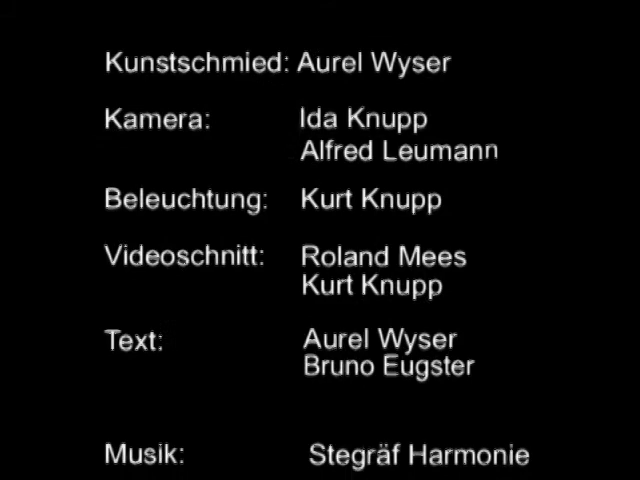 Kunstschmied: Aurel Wyser
Kamera: Ida Knupp
Alfred Leumann
Beleuchtung: Kurt Knupp
Videoschnitt: Roland Mees
Kurt Knupp
Text: Aurel Wyser
Bruno Eugster
Musik: Stegräf Harmonie